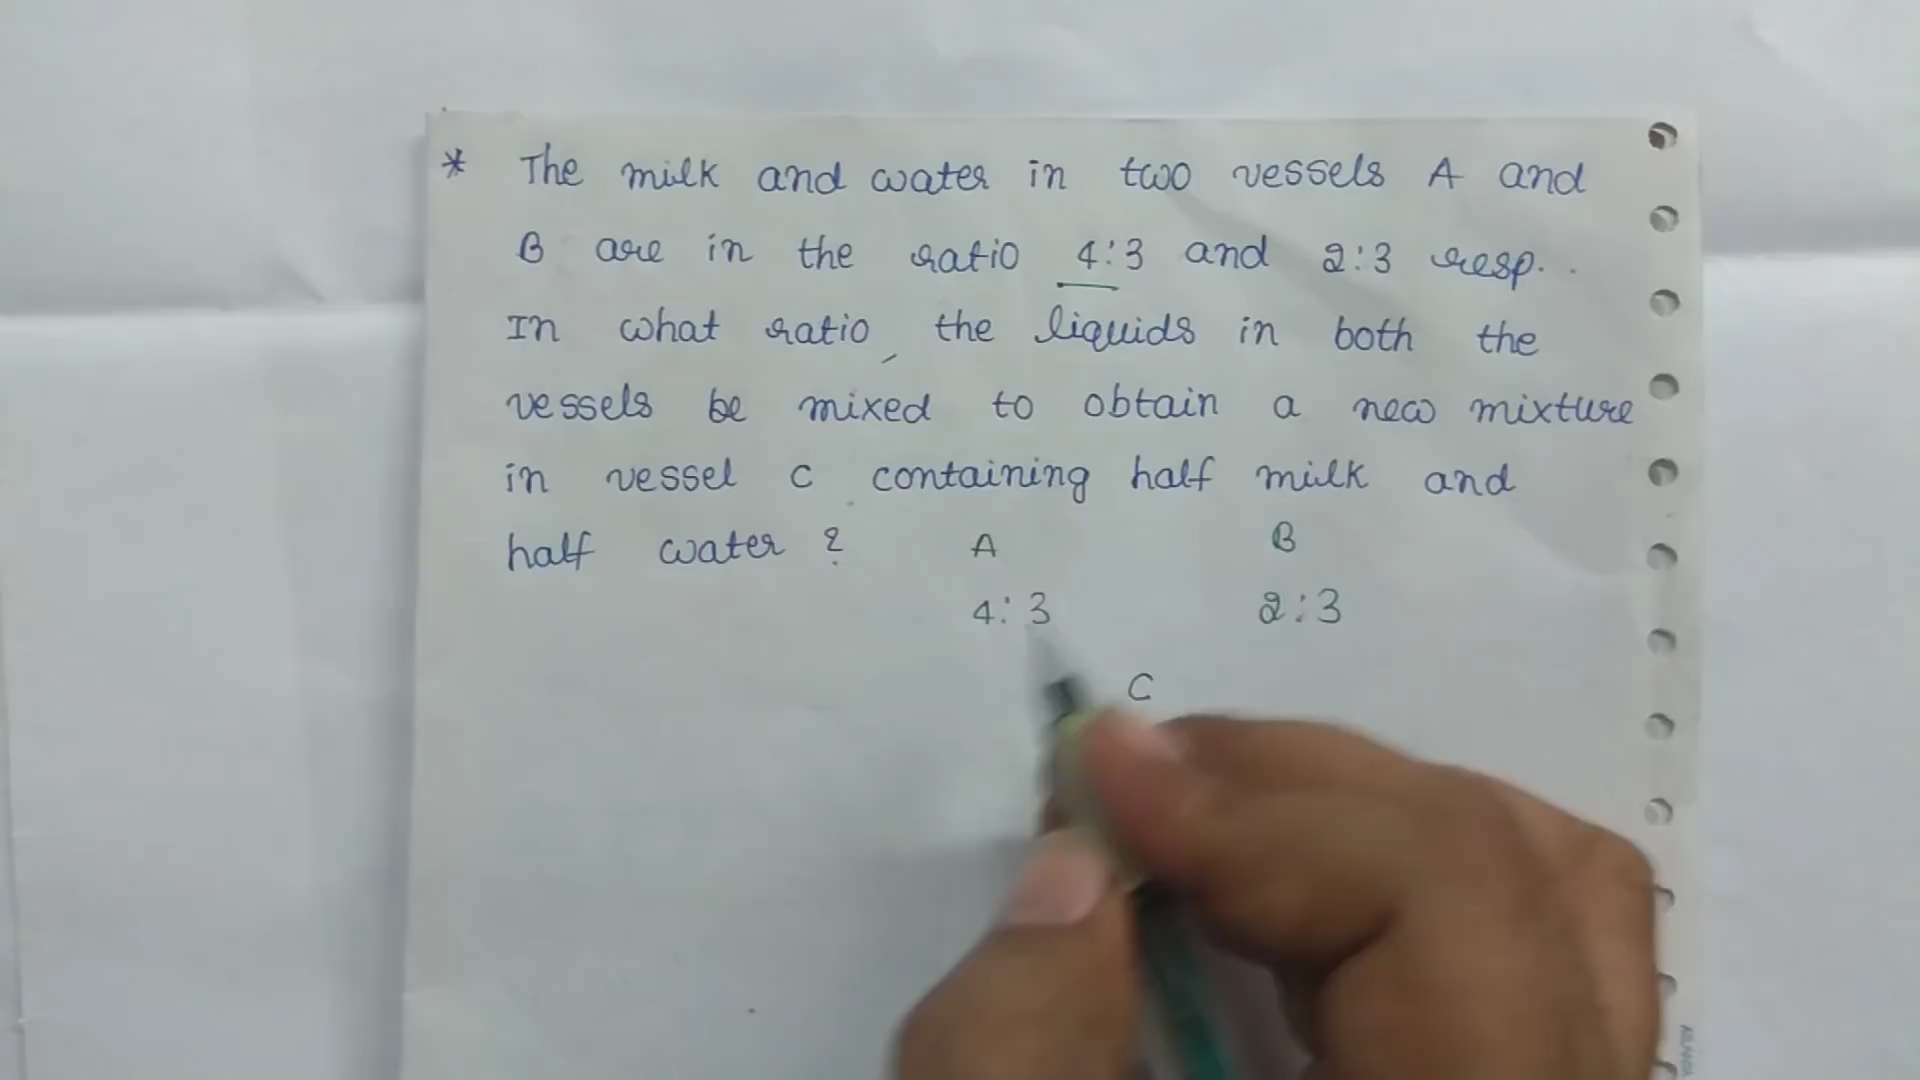 * The milk and water in two vessels A and
B are in the ratio 4:3 and 2:3 resp.
In what ratio, the liquids in both the
vessels be mixed to obtain a new mixture
in vessel C containing half milk and
half water ?
A B
4:3 2:3
C